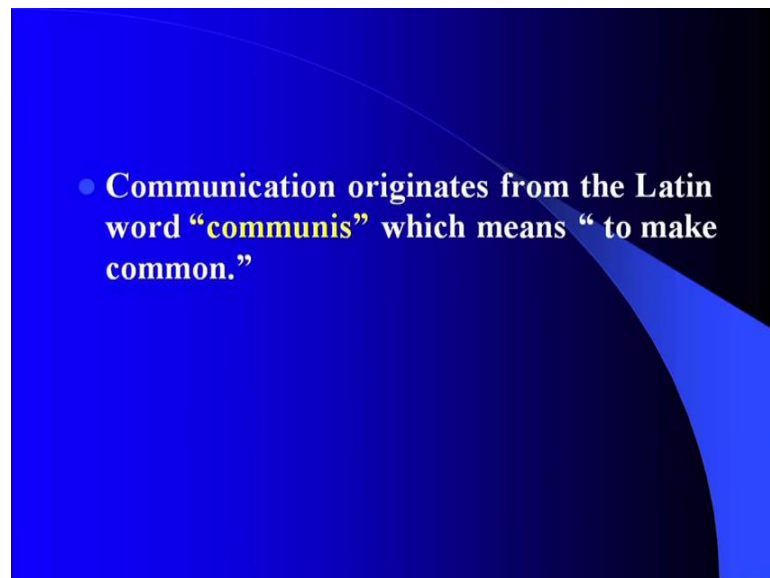 Communication originates from the Latin
word “communis” which means “ to make
common.”